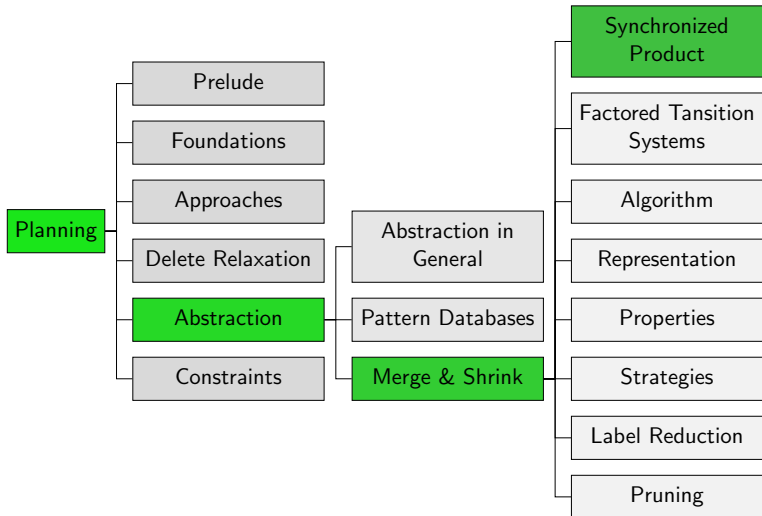 Planning
Prelude
Foundations
Approaches
Delete Relaxation
Abstraction
Constraints
Abstraction in
General
Pattern Databases
Merge & Shrink
Synchronized
Product
Factored Tansition
Systems
Algorithm
Representation
Properties
Strategies
Label Reduction
Pruning